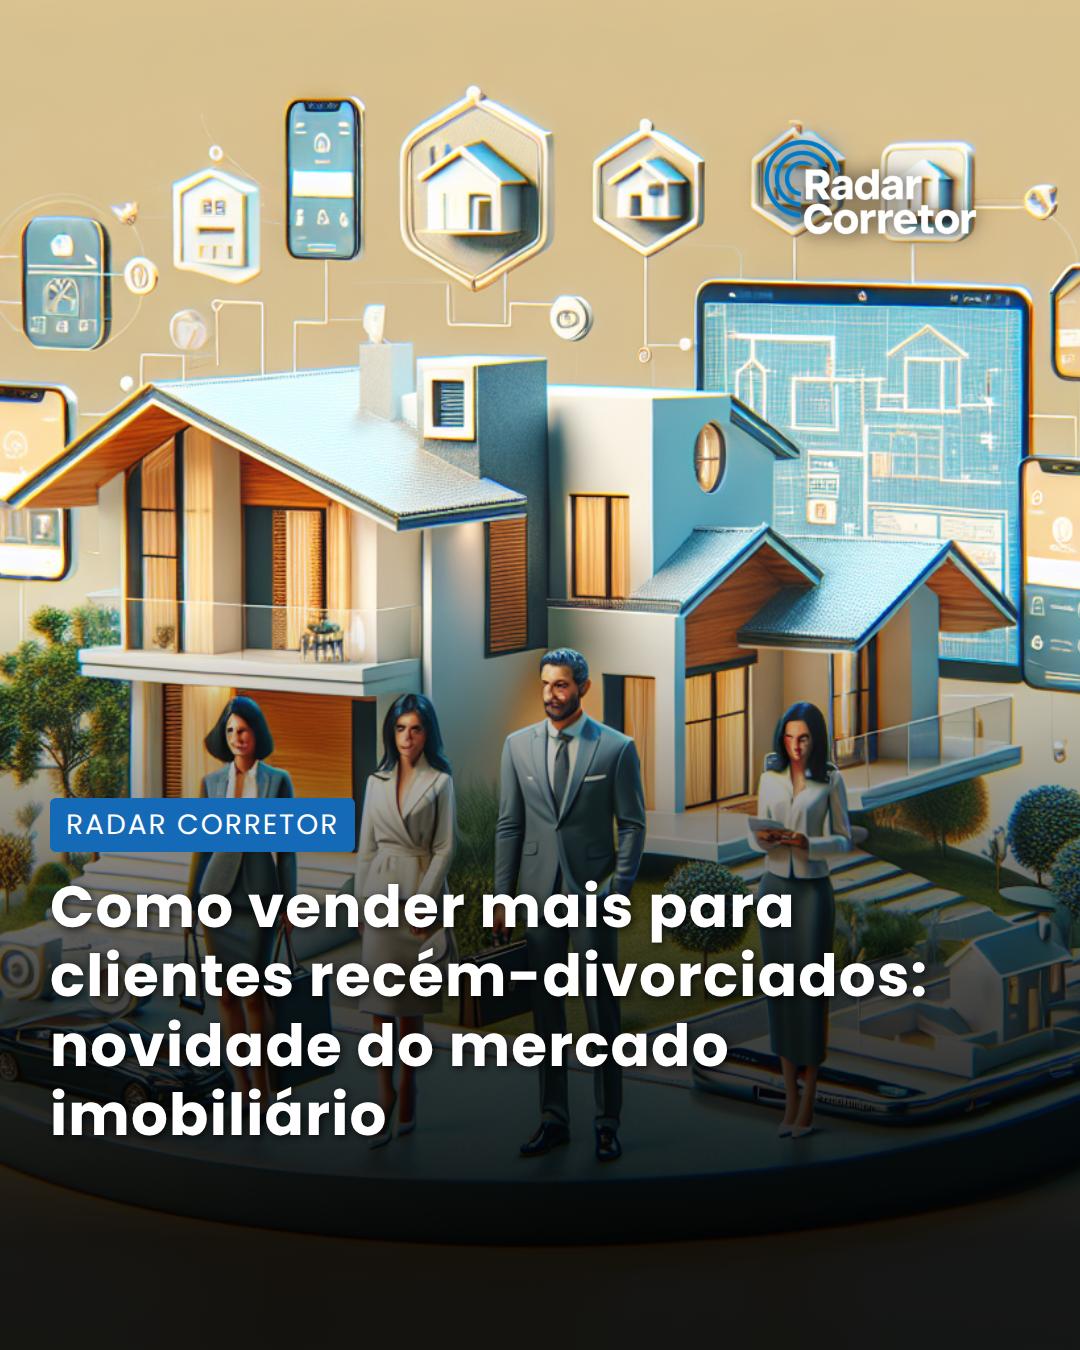 Radar
Corretor
RADAR CORRETOR
Como vender mais para
clientes recém-divorciados:
novidade do mercado
imobiliário